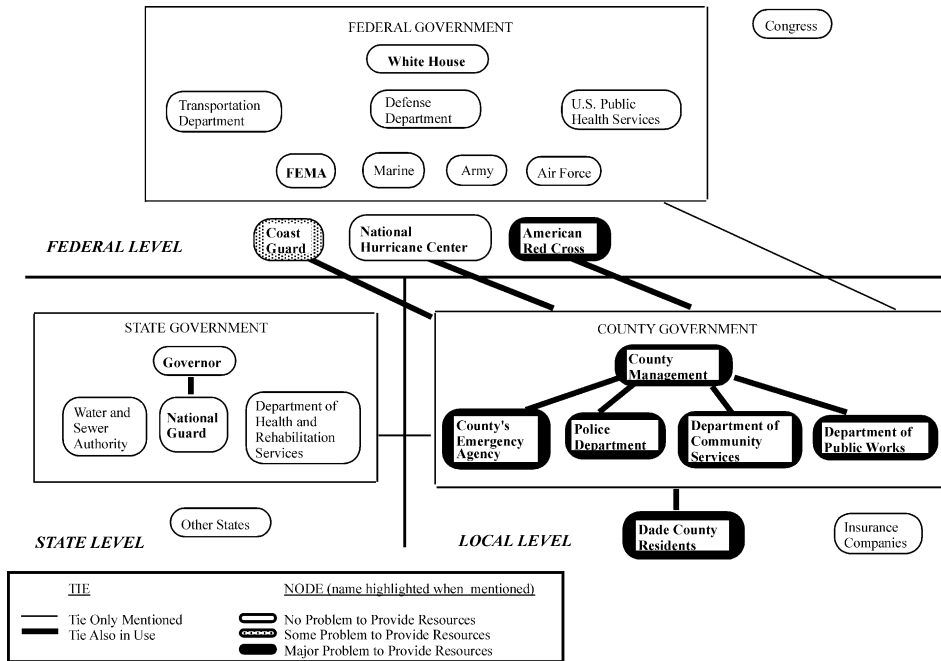 FEDERAL GOVERNMENT
Congress
White House
Transportation
Department
Defense
Department
U.S. Public
Health Services
FEMA
Marine
Army
Air Force
FEDERAL LEVEL
Coast
Guard
National
Hurricane Center
American
Red Cross
STATE GOVERNMENT
Governor
Water and
Sewer
Authority
National
Guard
Department of
Health and
Rehabilitation
Services
Other States
STATE LEVEL
COUNTY GOVERNMENT
County
Management
County's
Emergency
Agency
Police
Department
Department of
Community
Services
Department of
Public Works
LOCAL LEVEL
Dade County
Residents
Insurance
Companies
TIE
Tie Only Mentioned
Tie Also in Use
NODE (name highlighted when mentioned)
No Problem to Provide Resources
Some Problem to Provide Resources
Major Problem to Provide Resources